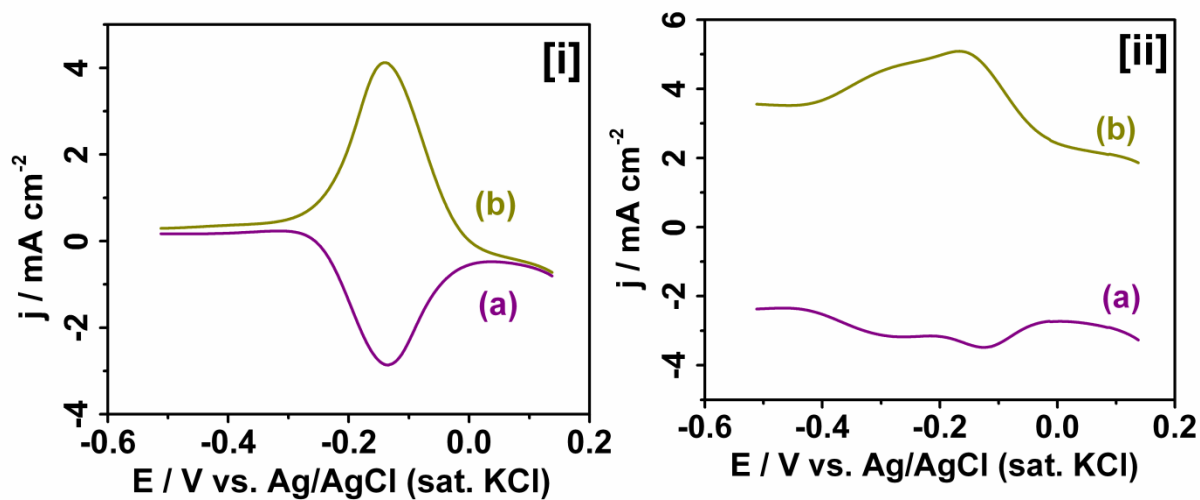 [i]
j / mA cm⁻²
4
2
0
-2
-4
(b)
(a)
-0.6
-0.4
-0.2
0.0
0.2
E / V vs. Ag/AgCl (sat. KCl)
[ii]
j / mA cm⁻²
6
4
2
0
-2
-4
(b)
(a)
-0.6
-0.4
-0.2
0.0
0.2
E / V vs. Ag/AgCl (sat. KCl)